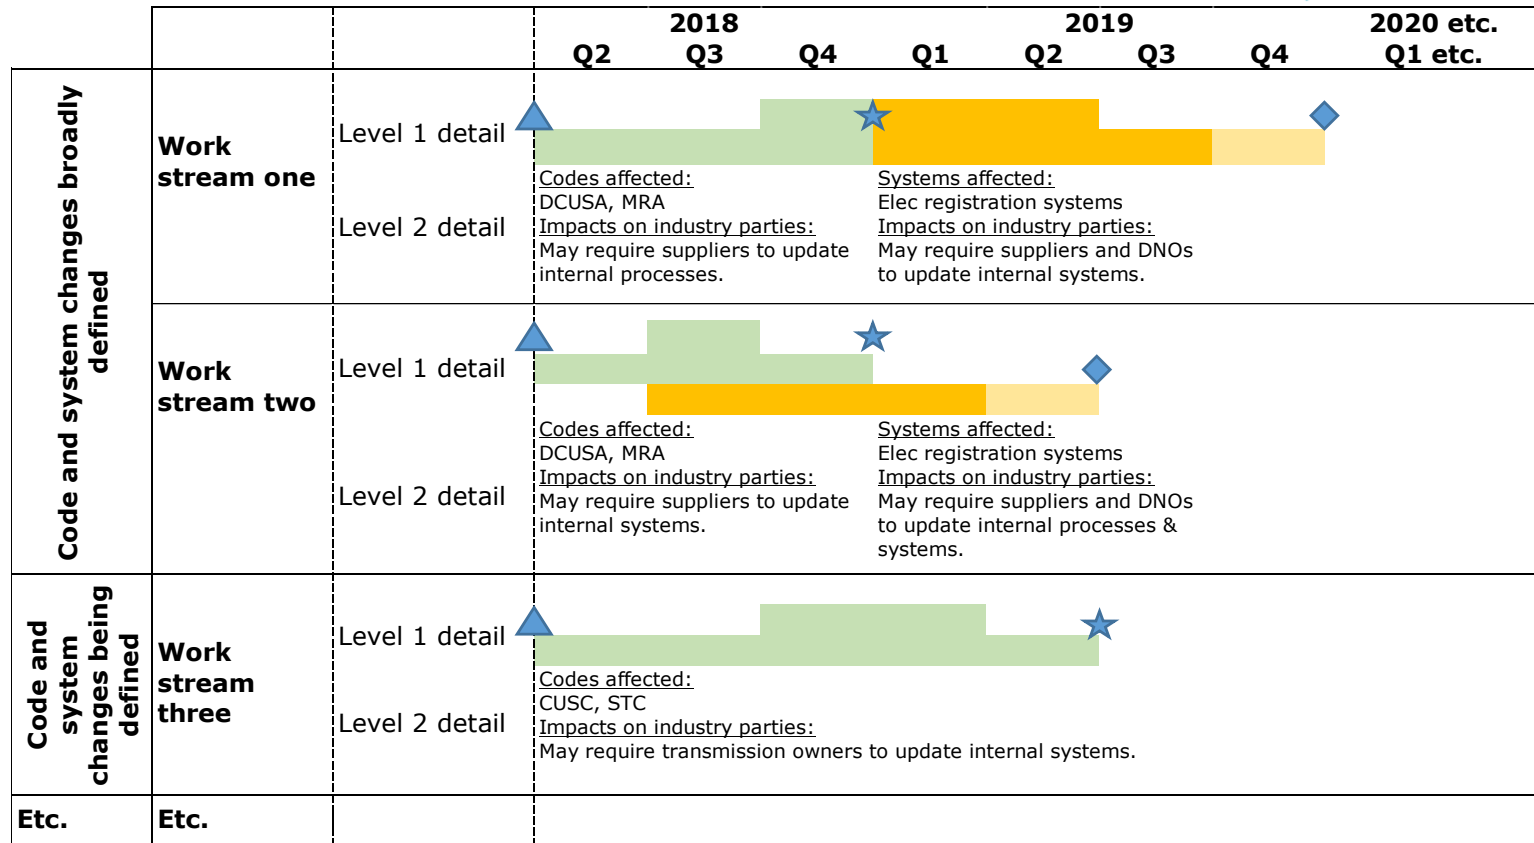 2018 2019 2020 etc.
Q2 Q3 Q4 Q1 Q2 Q3 Q4 Q1 etc.
Code and system changes broadly
defined
Work
stream one
Level 1 detail
Level 2 detail
Codes affected:
DCUSA, MRA
Impacts on industry parties:
May require suppliers to update
internal processes.
Systems affected:
Elec registration systems
Impacts on industry parties:
May require suppliers and DNOs
to update internal systems.
Work
stream two
Level 1 detail
Level 2 detail
Codes affected:
DCUSA, MRA
Impacts on industry parties:
May require suppliers to update
internal systems.
Systems affected:
Elec registration systems
Impacts on industry parties:
May require suppliers and DNOs
to update internal processes &
systems.
Code and
system
changes being
defined
Work
stream
three
Level 1 detail
Level 2 detail
Codes affected:
CUSC, STC
Impacts on industry parties:
May require transmission owners to update internal systems.
Etc.
Etc.